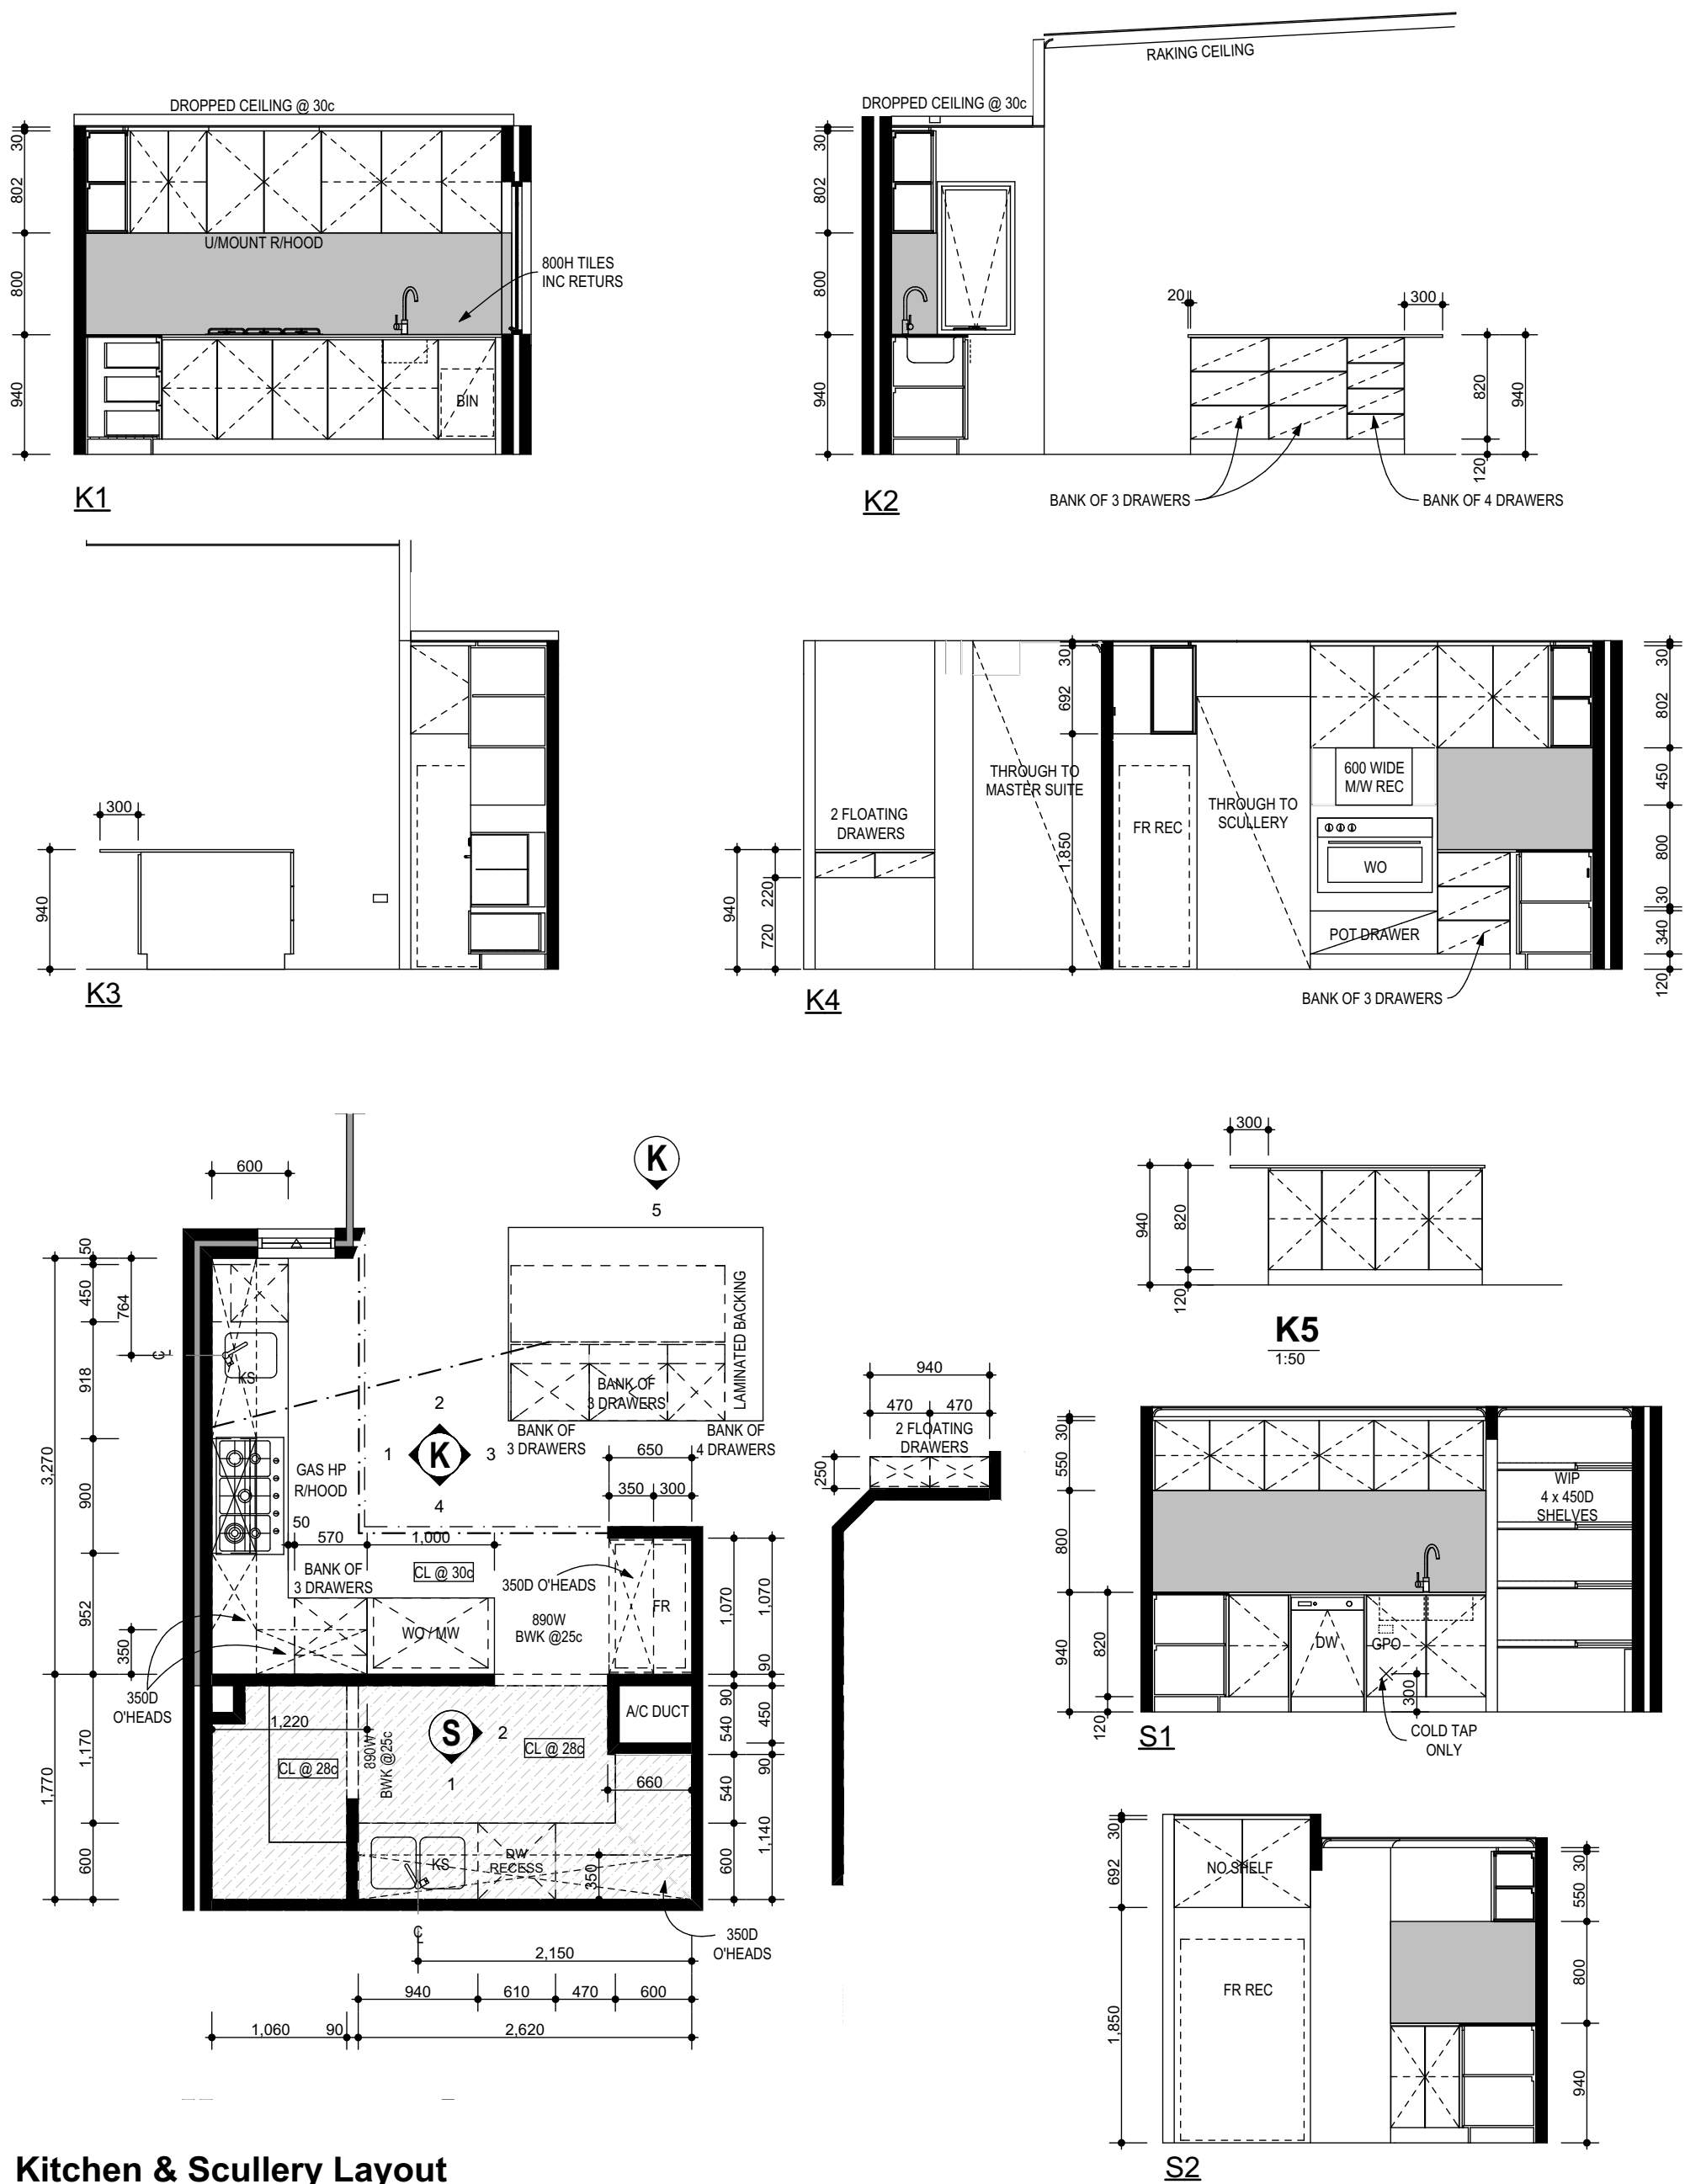 RAKING CEILING
DROPPED CEILING @ 30c
30
802
800
940
U/MOUNT R/HOOD
800H TILES
INC RETURS
BIN
K1
DROPPED CEILING @ 30c
30
802
800
940
20
300
820
940
120
BANK OF 3 DRAWERS
BANK OF 4 DRAWERS
K2
300
940
K3
30
692
1,850
THROUGH TO
MASTER SUITE
2 FLOATING
DRAWERS
940
220
720
FR REC
THROUGH TO
SCULLERY
600 WIDE
M/W REC
WO
POT DRAWER
BANK OF 3 DRAWERS
30
802
450
800
30
340
120
K4
K
5
600
50
450
764
918
3,270
900
952
350
1,170
1,770
600
C
L
KS
GAS HP
R/HOOD
50
570
1,000
BANK OF
3 DRAWERS
CL @ 30c
WO / MW
2
1
K
3
4
BANK OF
3 DRAWERS
LAMINATED BACKING
BANK OF
3 DRAWERS
BANK OF
4 DRAWERS
650
350
300
350D O'HEADS
FR
890W
BWK @25c
1,070
1,070
90
90
450
540
90
540
1,140
600
A/C DUCT
350D
O'HEADS
1,220
890W
BWK @25c
S
2
1
CL @ 28c
CL @ 28c
660
KS
DW
RECESS
350
350D
O'HEADS
C
L
2,150
940
610
470
600
1,060
90
2,620
940
470
470
2 FLOATING
DRAWERS
250
300
940
820
120
K5
1:50
30
550
800
940
820
120
WIP
4 x 450D
SHELVES
DW
GPO
300
COLD TAP
ONLY
S1
30
692
1,850
NO SHELF
FR REC
30
550
800
940
S2
Kitchen & Scullery Layout